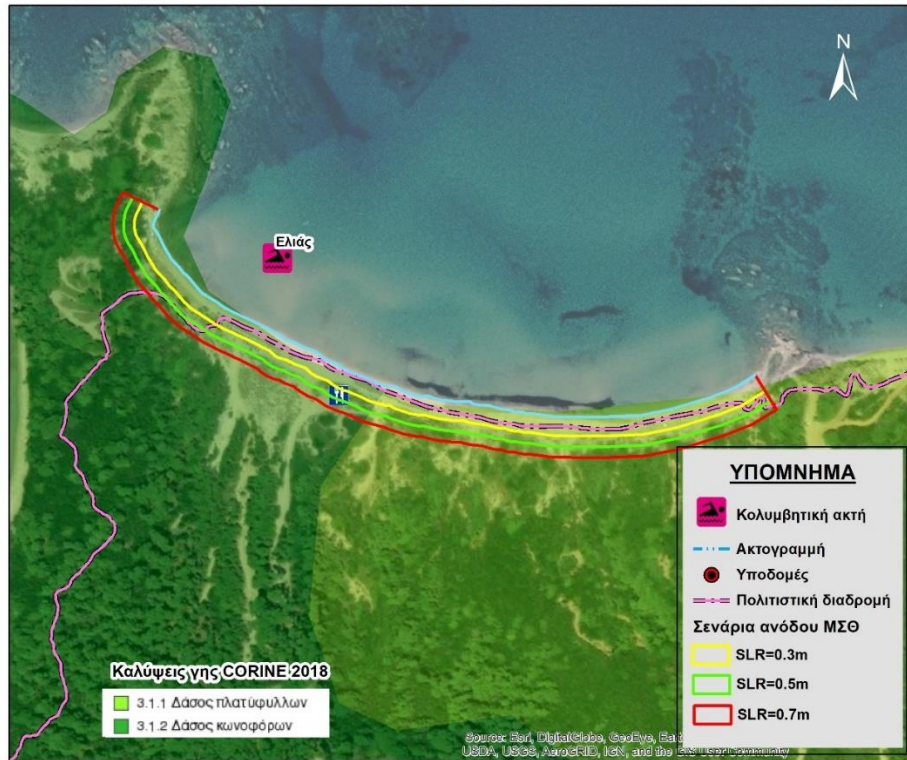 N
Ελιάς
ΥΠΟΜΝΗΜΑ
Κολυμβητική ακτή
Ακτογραμμή
Υποδομές
Πολιτιστική διαδρομή
Σενάρια ανόδου ΜΣΘ
SLR=0.3m
SLR=0.5m
SLR=0.7m
Καλύψεις γης CORINE 2018
3.1.1 Δάσος πλατύφυλλων
3.1.2 Δάσος κωνοφόρων
Source: Esri, DigitalGlobe, GeoEye,
USDA, USGS, AeroGRID, IGN, and the GIS User Community